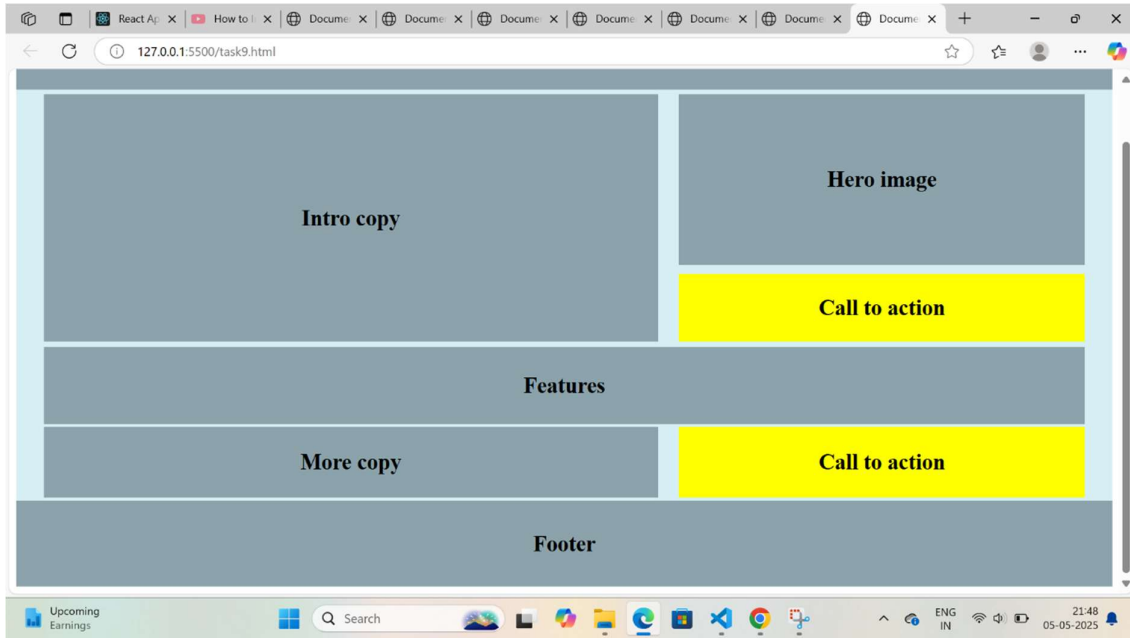 React Ap
How to I
Docume
Docume
Docume
Docume
Docume
Docume
Docume
127.0.0.1:5500/task9.html
Intro copy
Hero image
Call to action
Features
More copy
Call to action
Footer
Upcoming
Earnings
Search
ENG
IN
21:48
05-05-2025